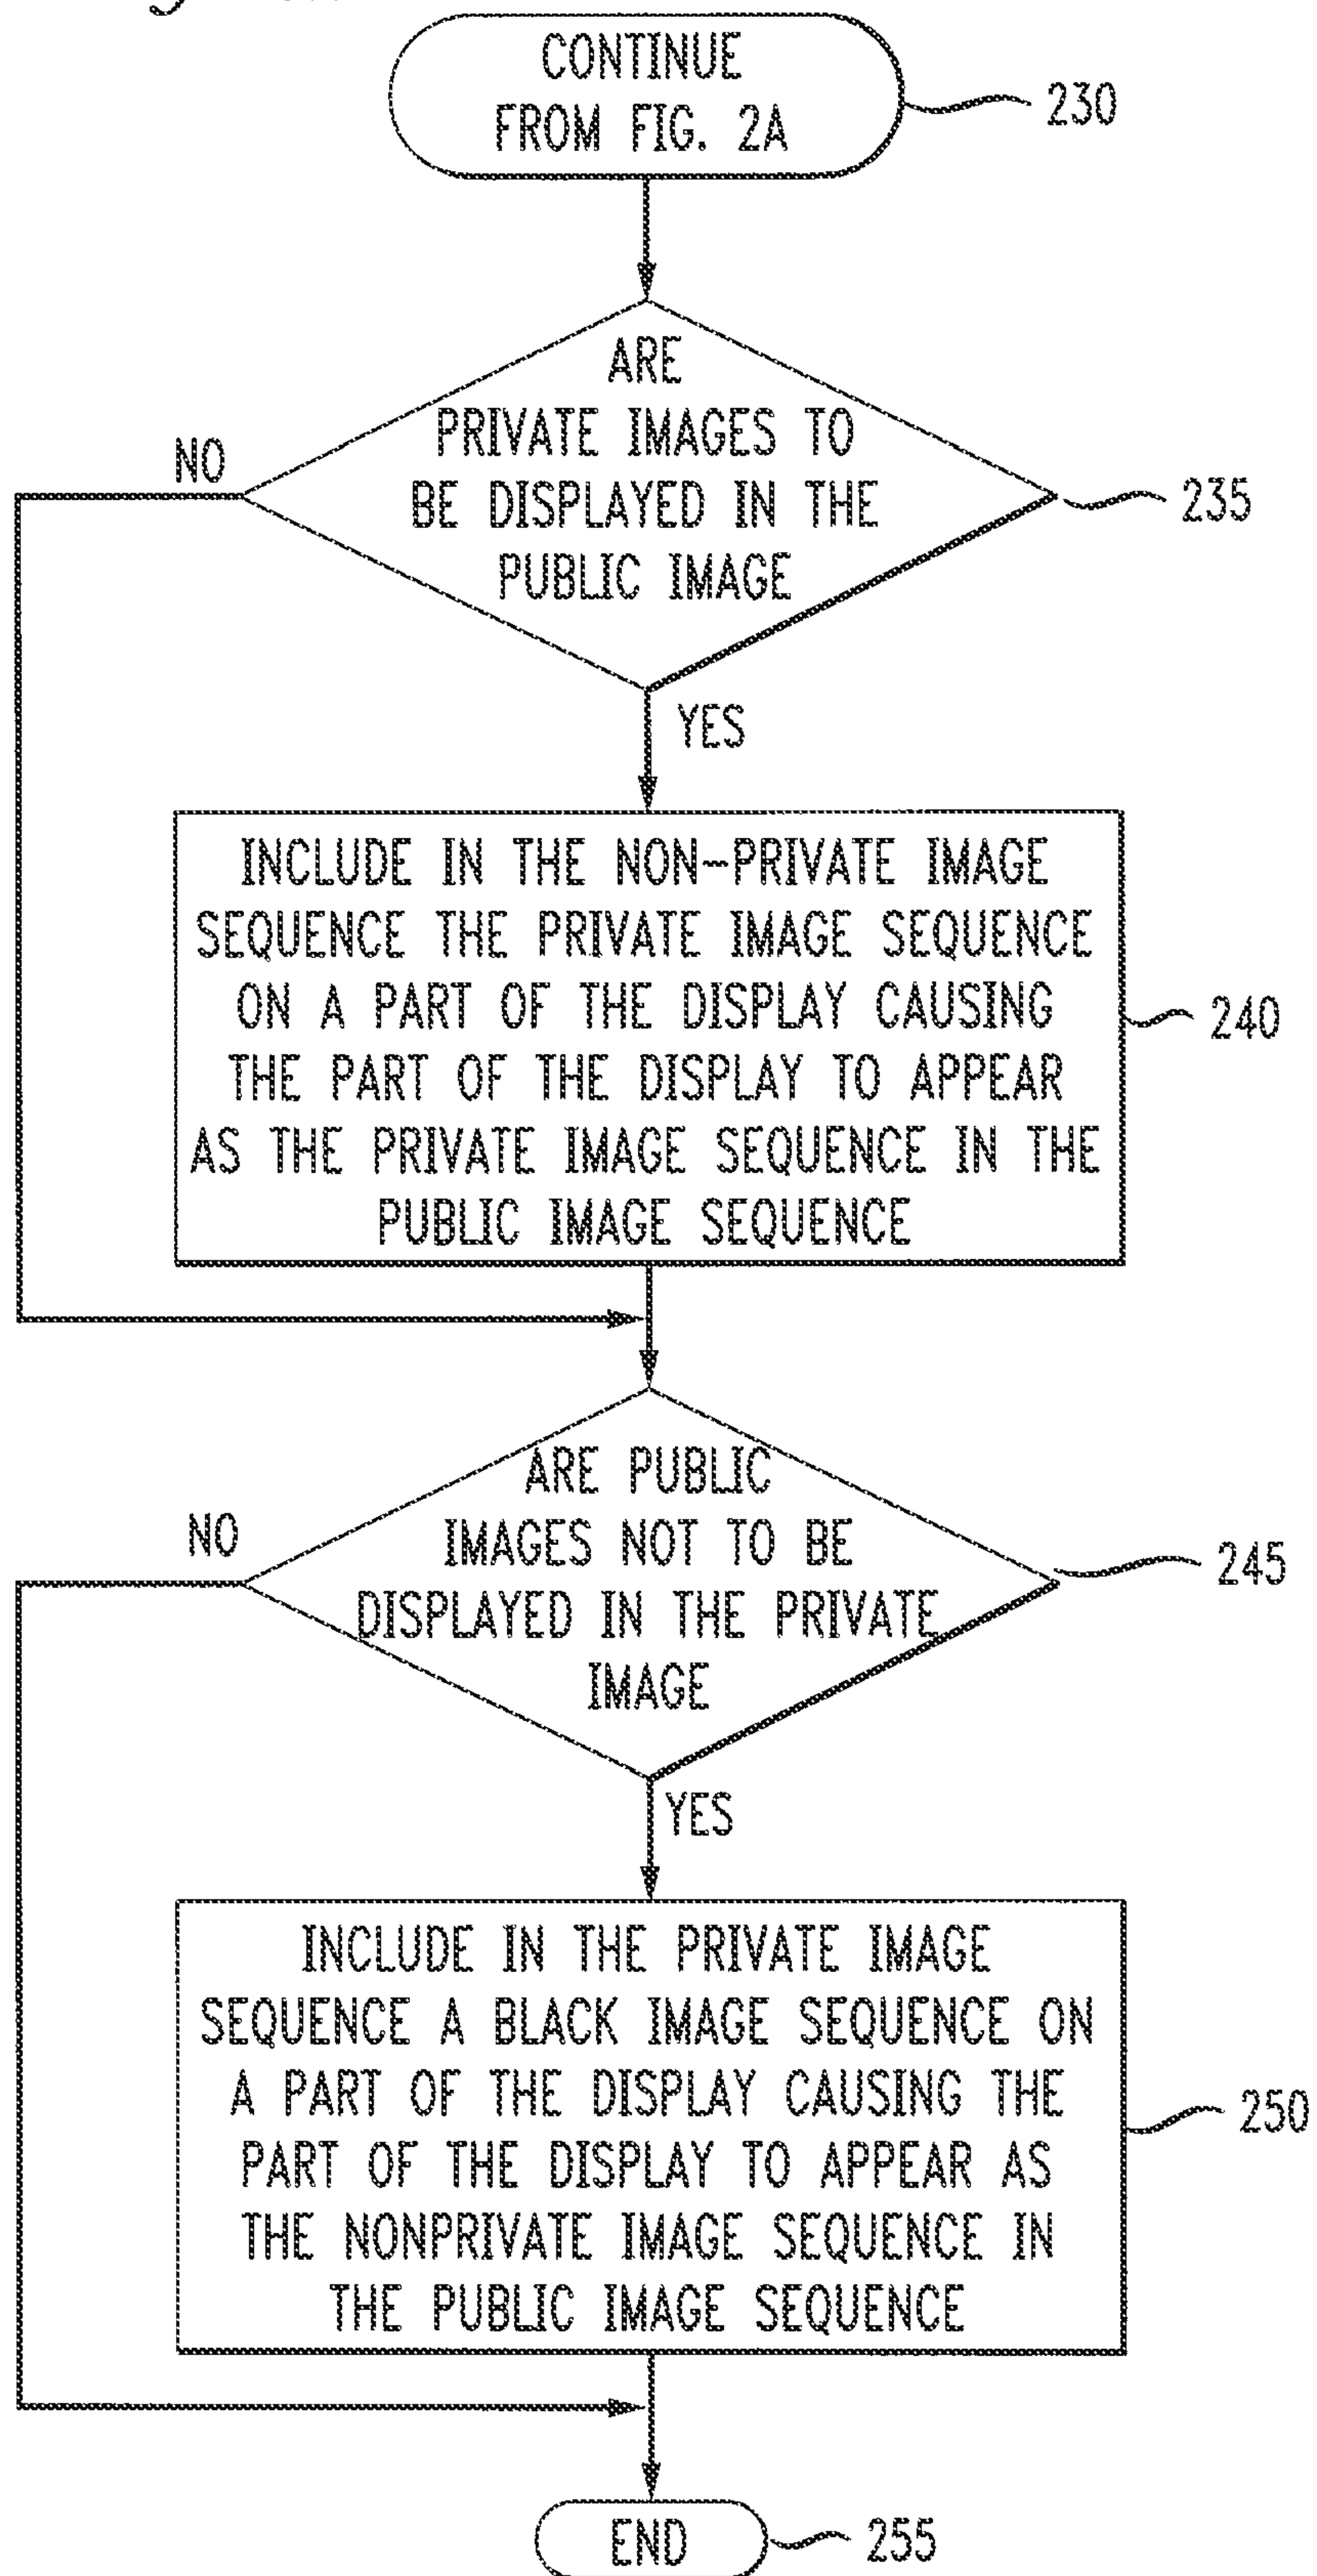 CONTINUE
FROM FIG. 2A
230
ARE
PRIVATE IMAGES TO
BE DISPLAYED IN THE
PUBLIC IMAGE
NO
235
YES
INCLUDE IN THE NON-PRIVATE IMAGE
SEQUENCE THE PRIVATE IMAGE SEQUENCE
ON A PART OF THE DISPLAY CAUSING
THE PART OF THE DISPLAY TO APPEAR
AS THE PRIVATE IMAGE SEQUENCE IN THE
PUBLIC IMAGE SEQUENCE
240
ARE PUBLIC
IMAGES NOT TO BE
DISPLAYED IN THE PRIVATE
IMAGE
NO
245
YES
INCLUDE IN THE PRIVATE IMAGE
SEQUENCE A BLACK IMAGE SEQUENCE ON
A PART OF THE DISPLAY CAUSING THE
PART OF THE DISPLAY TO APPEAR AS
THE NONPRIVATE IMAGE SEQUENCE IN
THE PUBLIC IMAGE SEQUENCE
250
END
255